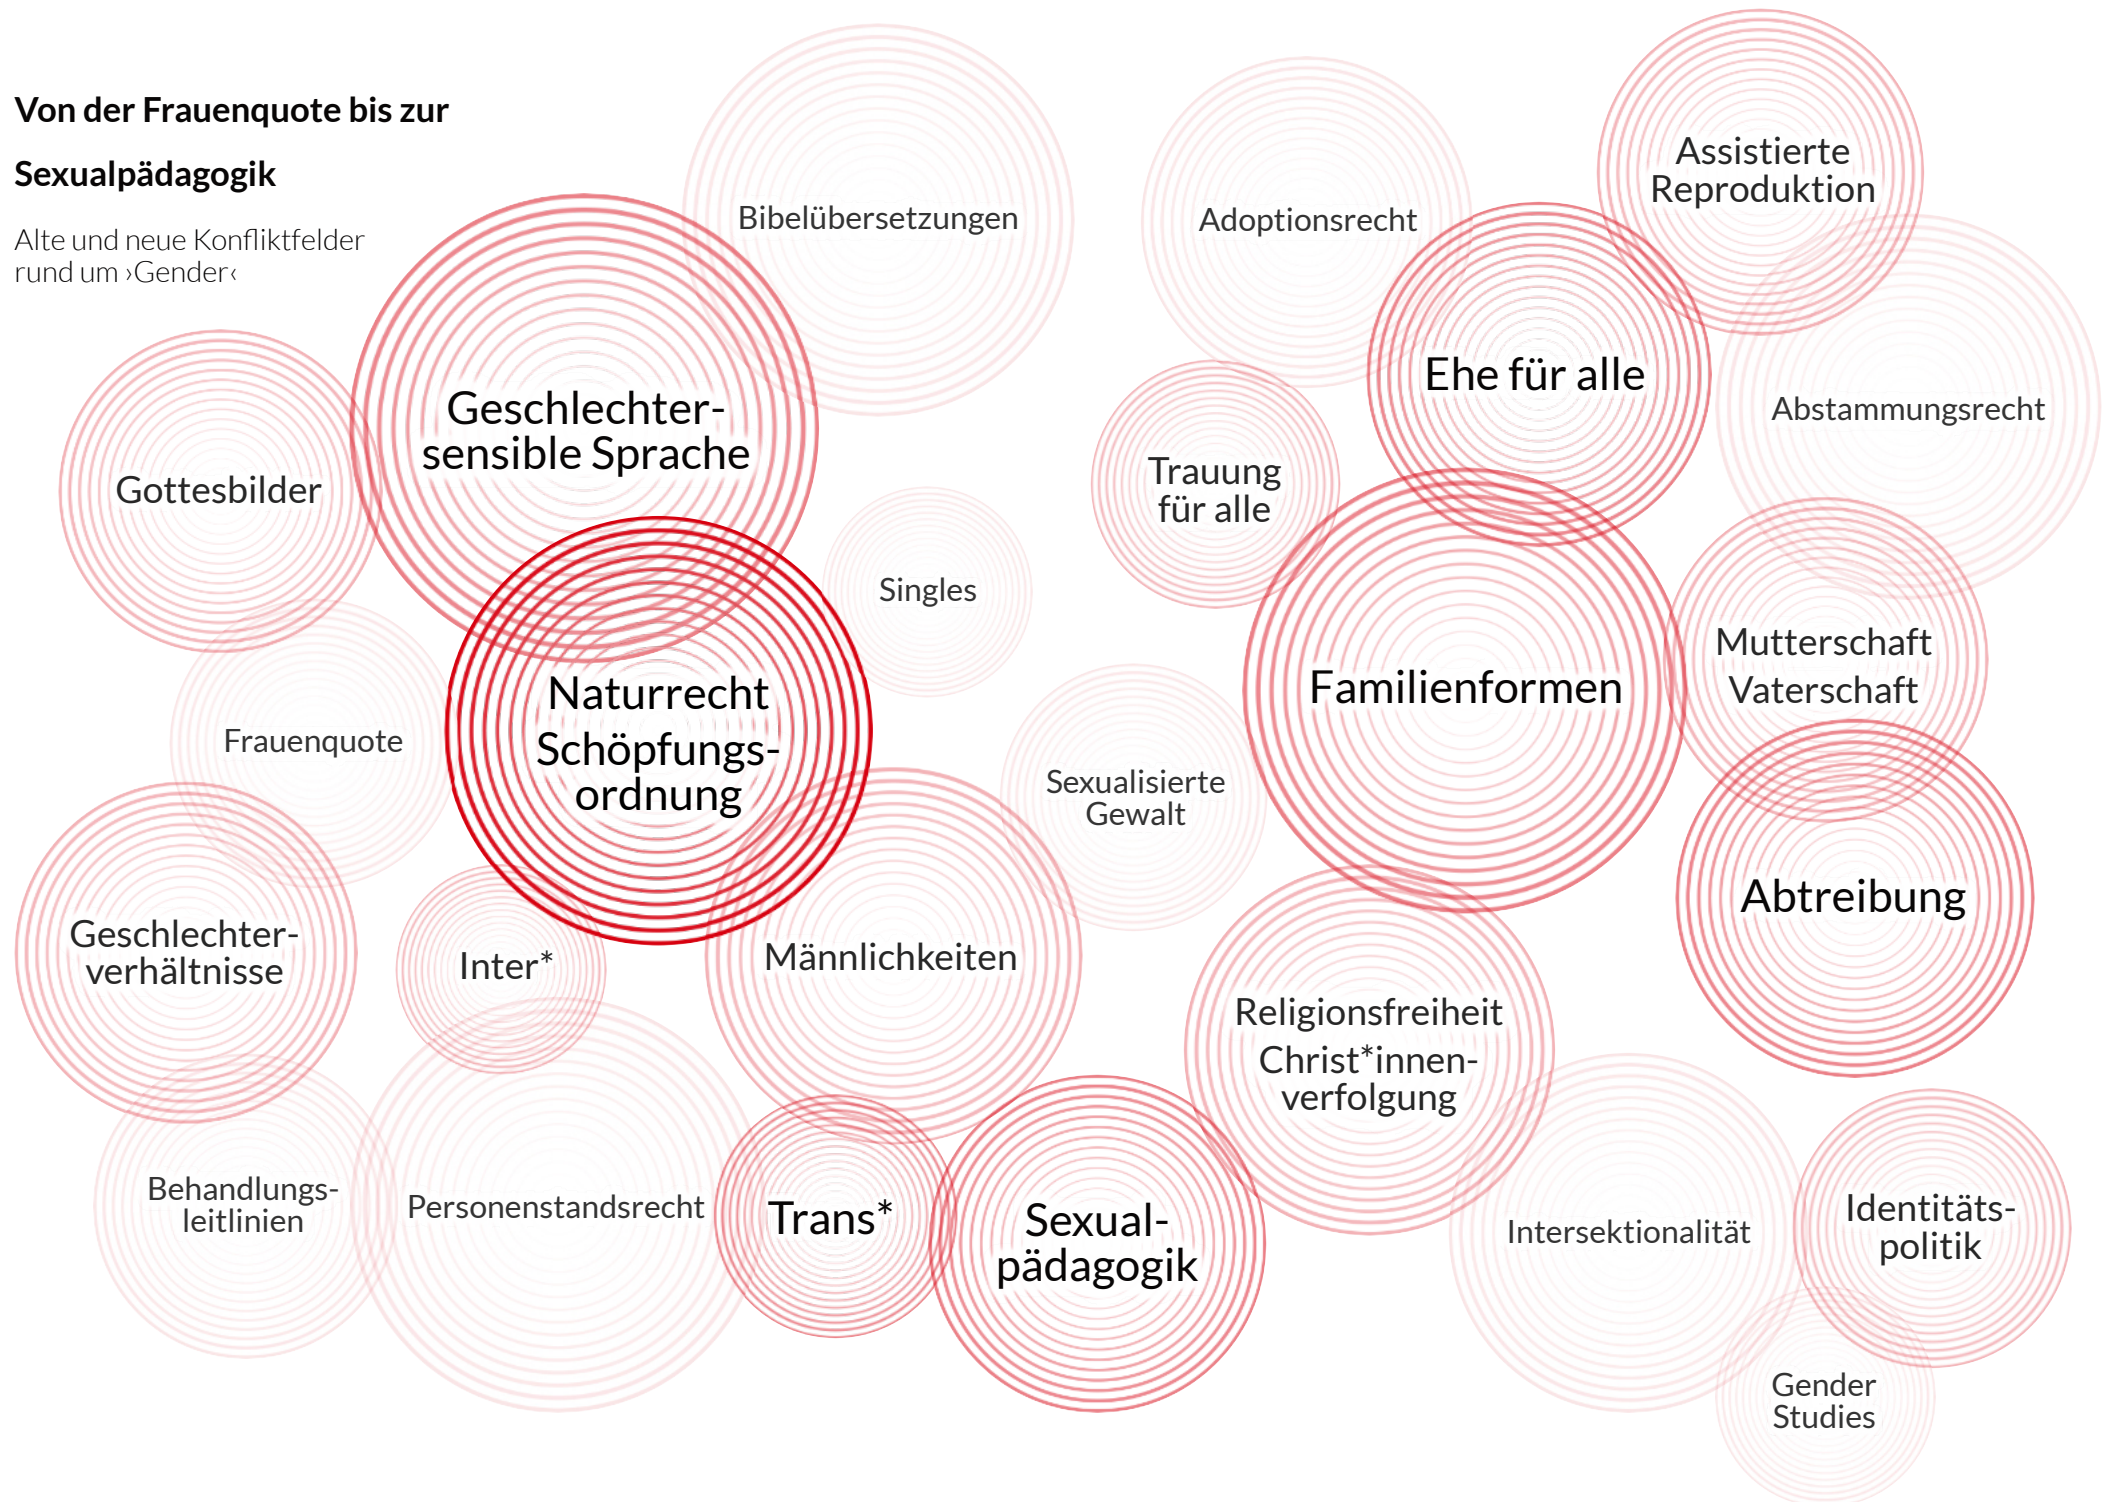 Von der Frauenquote bis zur
Sexualpädagogik
Alte und neue Konfliktfelder
rund um ›Gender‹
Bibelübersetzungen
Adoptionsrecht
Assistierte
Reproduktion
Geschlechter-
sensible Sprache
Ehe für alle
Abstammungsrecht
Gottesbilder
Trauung
für alle
Singles
Naturrecht
Schöpfungs-
ordnung
Familienformen
Mutterschaft
Vaterschaft
Frauenquote
Sexualisierte
Gewalt
Abtreibung
Geschlechter-
verhältnisse
Inter*
Männlichkeiten
Religionsfreiheit
Christ*innen-
verfolgung
Behandlungs-
leitlinien
Personenstandsrecht
Trans*
Sexual-
pädagogik
Intersektionalität
Identitäts-
politik
Gender
Studies